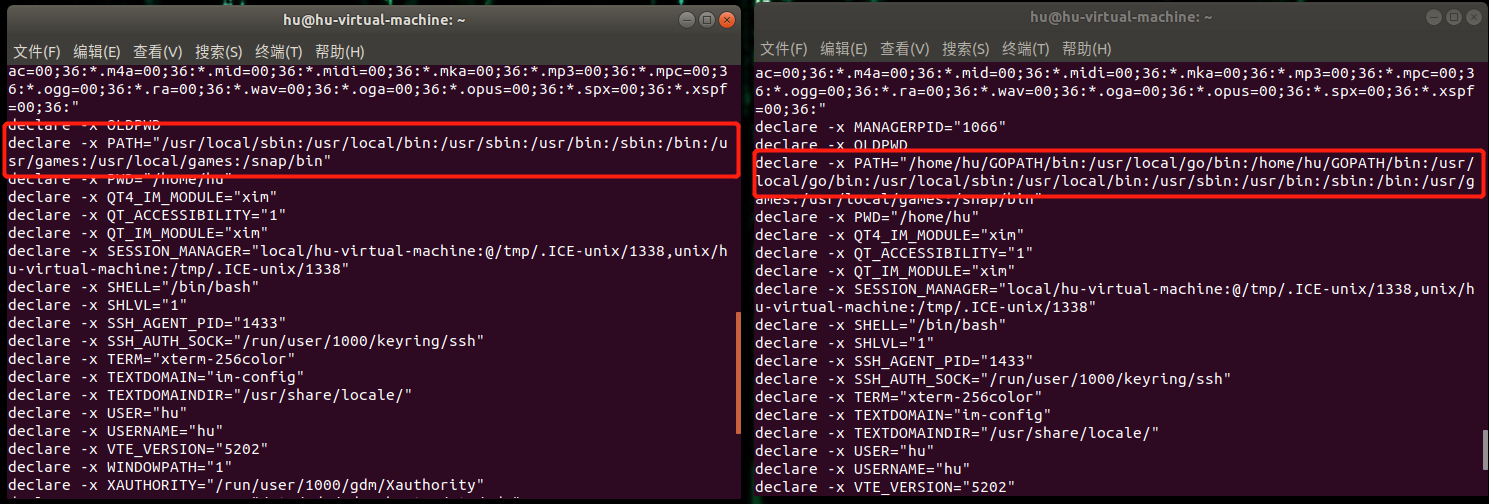 hu@hu-virtual-machine: ~
文件(F) 编辑(E) 查看(V) 搜索(S) 终端(T) 帮助(H)
ac=00;36:*.m4a=00;36:*.mid=00;36:*.midi=00;36:*.mka=00;36:*.mp3=00;36:*.mpc=00;3
6:*.ogg=00;36:*.ra=00;36:*.wav=00;36:*.oga=00;36:*.opus=00;36:*.spx=00;36:*.xspf
=00;36:"
declare -x OLDPWD
declare -x PATH="/usr/local/sbin:/usr/local/bin:/usr/sbin:/usr/bin:/sbin:/bin:/u
sr/games:/usr/local/games:/snap/bin"
declare -x PWD="/home/hu"
declare -x QT4_IM_MODULE="xim"
declare -x QT_ACCESSIBILITY="1"
declare -x QT_IM_MODULE="xim"
declare -x SESSION_MANAGER="local/hu-virtual-machine:@/tmp/.ICE-unix/1338,unix/h
u-virtual-machine:/tmp/.ICE-unix/1338"
declare -x SHELL="/bin/bash"
declare -x SHLVL="1"
declare -x SSH_AGENT_PID="1433"
declare -x SSH_AUTH_SOCK="/run/user/1000/keyring/ssh"
declare -x TERM="xterm-256color"
declare -x TEXTDOMAIN="im-config"
declare -x TEXTDOMAINDIR="/usr/share/locale/"
declare -x USER="hu"
declare -x USERNAME="hu"
declare -x VTE_VERSION="5202"
declare -x WINDOWPATH="1"
declare -x XAUTHORITY="/run/user/1000/gdm/Xauthority"
hu@hu-virtual-machine: ~
文件(F) 编辑(E) 查看(V) 搜索(S) 终端(T) 帮助(H)
ac=00;36:*.m4a=00;36:*.mid=00;36:*.midi=00;36:*.mka=00;36:*.mp3=00;36:*.mpc=00;3
6:*.ogg=00;36:*.ra=00;36:*.wav=00;36:*.oga=00;36:*.opus=00;36:*.spx=00;36:*.xspf
=00;36:"
declare -x MANAGERPID="1066"
declare -x OLDPWD
declare -x PATH="/home/hu/GOPATH/bin:/usr/local/go/bin:/home/hu/GOPATH/bin:/usr/
local/go/bin:/usr/local/sbin:/usr/local/bin:/usr/sbin:/usr/bin:/sbin:/bin:/usr/g
ames:/usr/local/games:/snap/bin"
declare -x PWD="/home/hu"
declare -x QT4_IM_MODULE="xim"
declare -x QT_ACCESSIBILITY="1"
declare -x QT_IM_MODULE="xim"
declare -x SESSION_MANAGER="local/hu-virtual-machine:@/tmp/.ICE-unix/1338,unix/h
u-virtual-machine:/tmp/.ICE-unix/1338"
declare -x SHELL="/bin/bash"
declare -x SHLVL="1"
declare -x SSH_AGENT_PID="1433"
declare -x SSH_AUTH_SOCK="/run/user/1000/keyring/ssh"
declare -x TERM="xterm-256color"
declare -x TEXTDOMAIN="im-config"
declare -x TEXTDOMAINDIR="/usr/share/locale/"
declare -x USER="hu"
declare -x USERNAME="hu"
declare -x VTE_VERSION="5202"